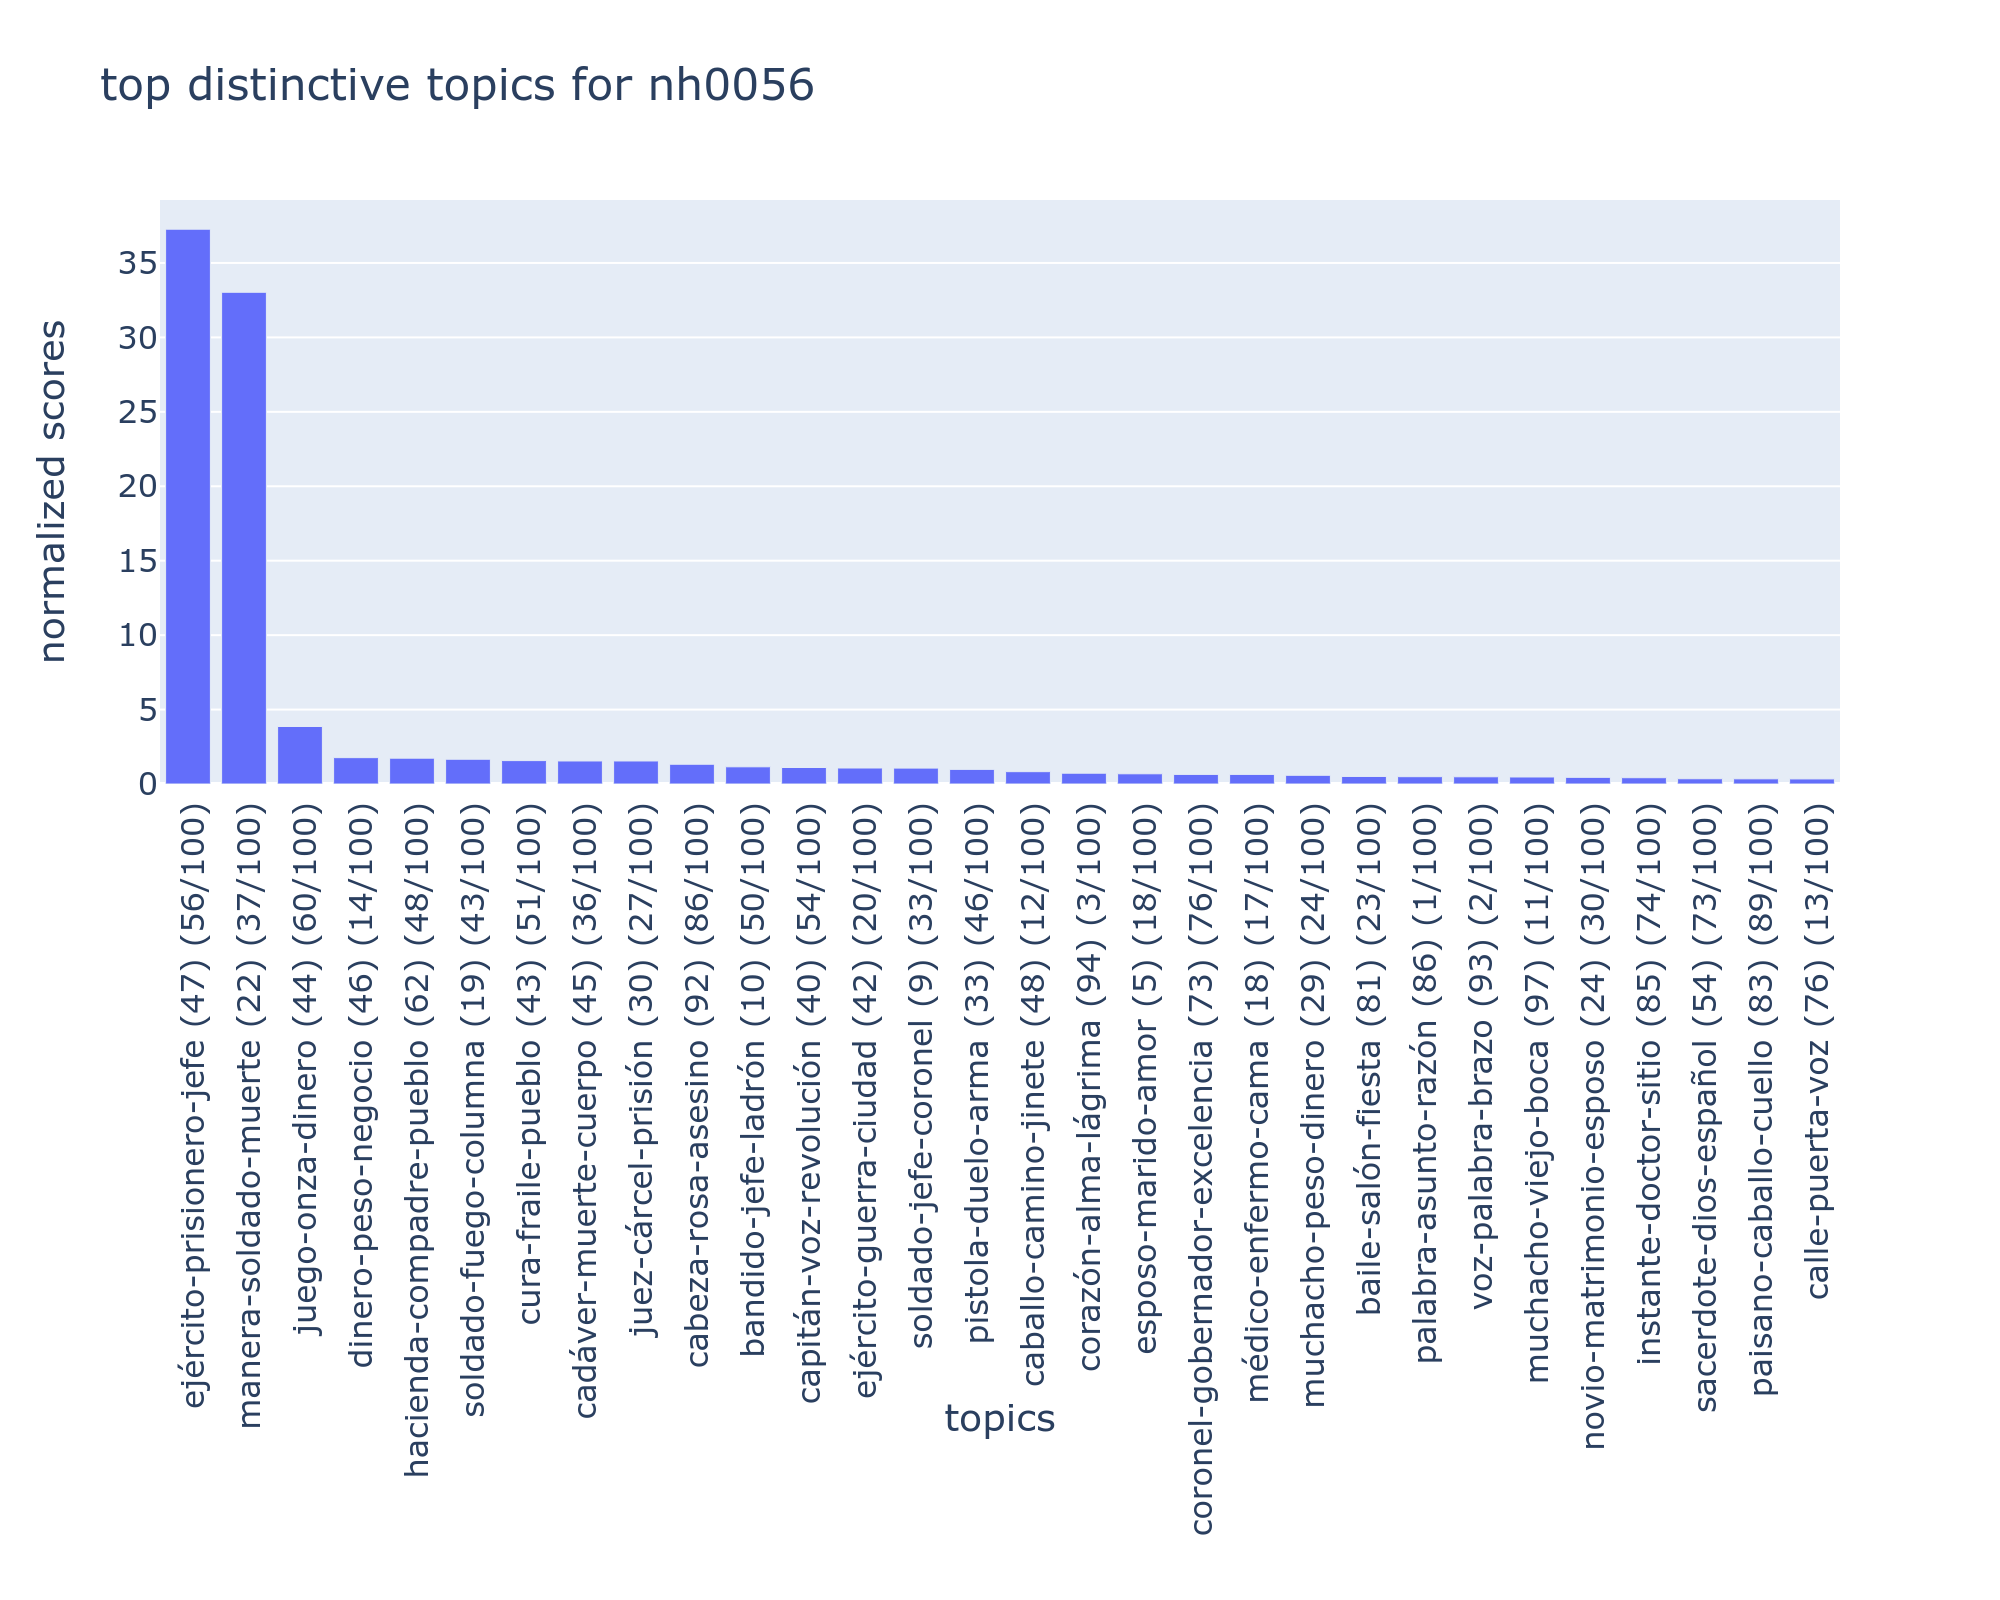 top distinctive topics for nh0056
normalized scores
35
30
25
20
15
10
5
0
ejército-prisionero-jefe (47) (56/100)
manera-soldado-muerte (22) (37/100)
juego-onza-dinero (44) (60/100)
dinero-peso-negocio (46) (14/100)
hacienda-compadre-pueblo (62) (48/100)
soldado-fuego-columna (19) (43/100)
cura-fraile-pueblo (43) (51/100)
cadáver-muerte-cuerpo (45) (36/100)
juez-cárcel-prisión (30) (27/100)
cabeza-rosa-asesino (92) (86/100)
bandido-jefe-ladrón (10) (50/100)
capitán-voz-revolución (40) (54/100)
ejército-guerra-ciudad (42) (20/100)
soldado-jefe-coronel (9) (33/100)
pistola-duelo-arma (33) (46/100)
caballo-camino-jinete (48) (12/100)
corazón-alma-lágrima (94) (3/100)
esposo-marido-amor (5) (18/100)
coronel-gobernador-excelencia (73) (76/100)
médico-enfermo-cama (18) (17/100)
muchacho-peso-dinero (29) (24/100)
baile-salón-fiesta (81) (23/100)
palabra-asunto-razón (86) (1/100)
voz-palabra-brazo (93) (2/100)
muchacho-viejo-boca (97) (11/100)
novio-matrimonio-esposo (24) (30/100)
instante-doctor-sitio (85) (74/100)
sacerdote-dios-español (54) (73/100)
paisano-caballo-cuello (83) (89/100)
calle-puerta-voz (76) (13/100)
topics